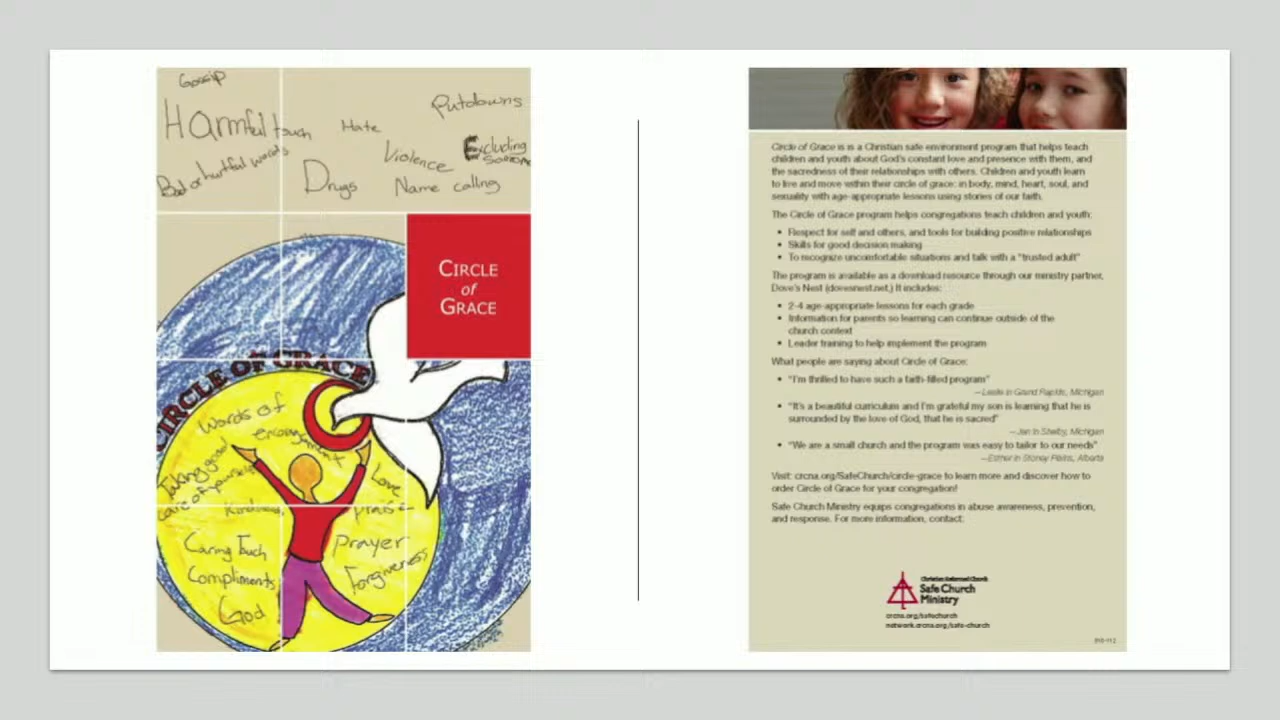 Gossip
Harmful touch
Hate
Putdowns
Bad or hurtful words
Violence
Excluding
Someone
Drugs
Name calling
CIRCLE
of
GRACE
CIRCLE OF GRACE
Words of
encouragement
Taking good
care of yourself
Love
Kindness
praise
Caring Touch
prayer
Compliments
Forgiveness
God
Circle of Grace is is a Christian safe environment program that helps teach
children and youth about God's constant love and presence with them, and
the sacredness of their relationships with others. Children and youth learn
to live and move within their circle of grace: in body, mind, heart, soul, and
sexuality with age-appropriate lessons using stories of our faith.
The Circle of Grace program helps congregations teach children and youth:
• Respect for self and others, and tools for building positive relationships
• Skills for good decision making
• To recognize uncomfortable situations and talk with a "trusted adult"
The program is available as a download resource through our ministry partner,
Dove's Nest (dovesnest.net.) It includes:
• 2-4 age-appropriate lessons for each grade
• Information for parents so learning can continue outside of the
church context
• Leader training to help implement the program
What people are saying about Circle of Grace:
• "I'm thrilled to have such a faith-filled program"
—Leslie in Grand Rapids, Michigan
• "It's a beautiful curriculum and I'm grateful my son is learning that he is
surrounded by the love of God, that he is sacred"
—Jen in Shelby, Michigan
• "We are a small church and the program was easy to tailor to our needs"
—Esther in Stoney Plains, Alberta
Visit: crcna.org/SafeChurch/circle-grace to learn more and discover how to
order Circle of Grace for your congregation!
Safe Church Ministry equips congregations in abuse awareness, prevention,
and response. For more information, contact:
Christian Reformed Church
Safe Church
Ministry
crcna.org/safechurch
network.crcna.org/safe-church